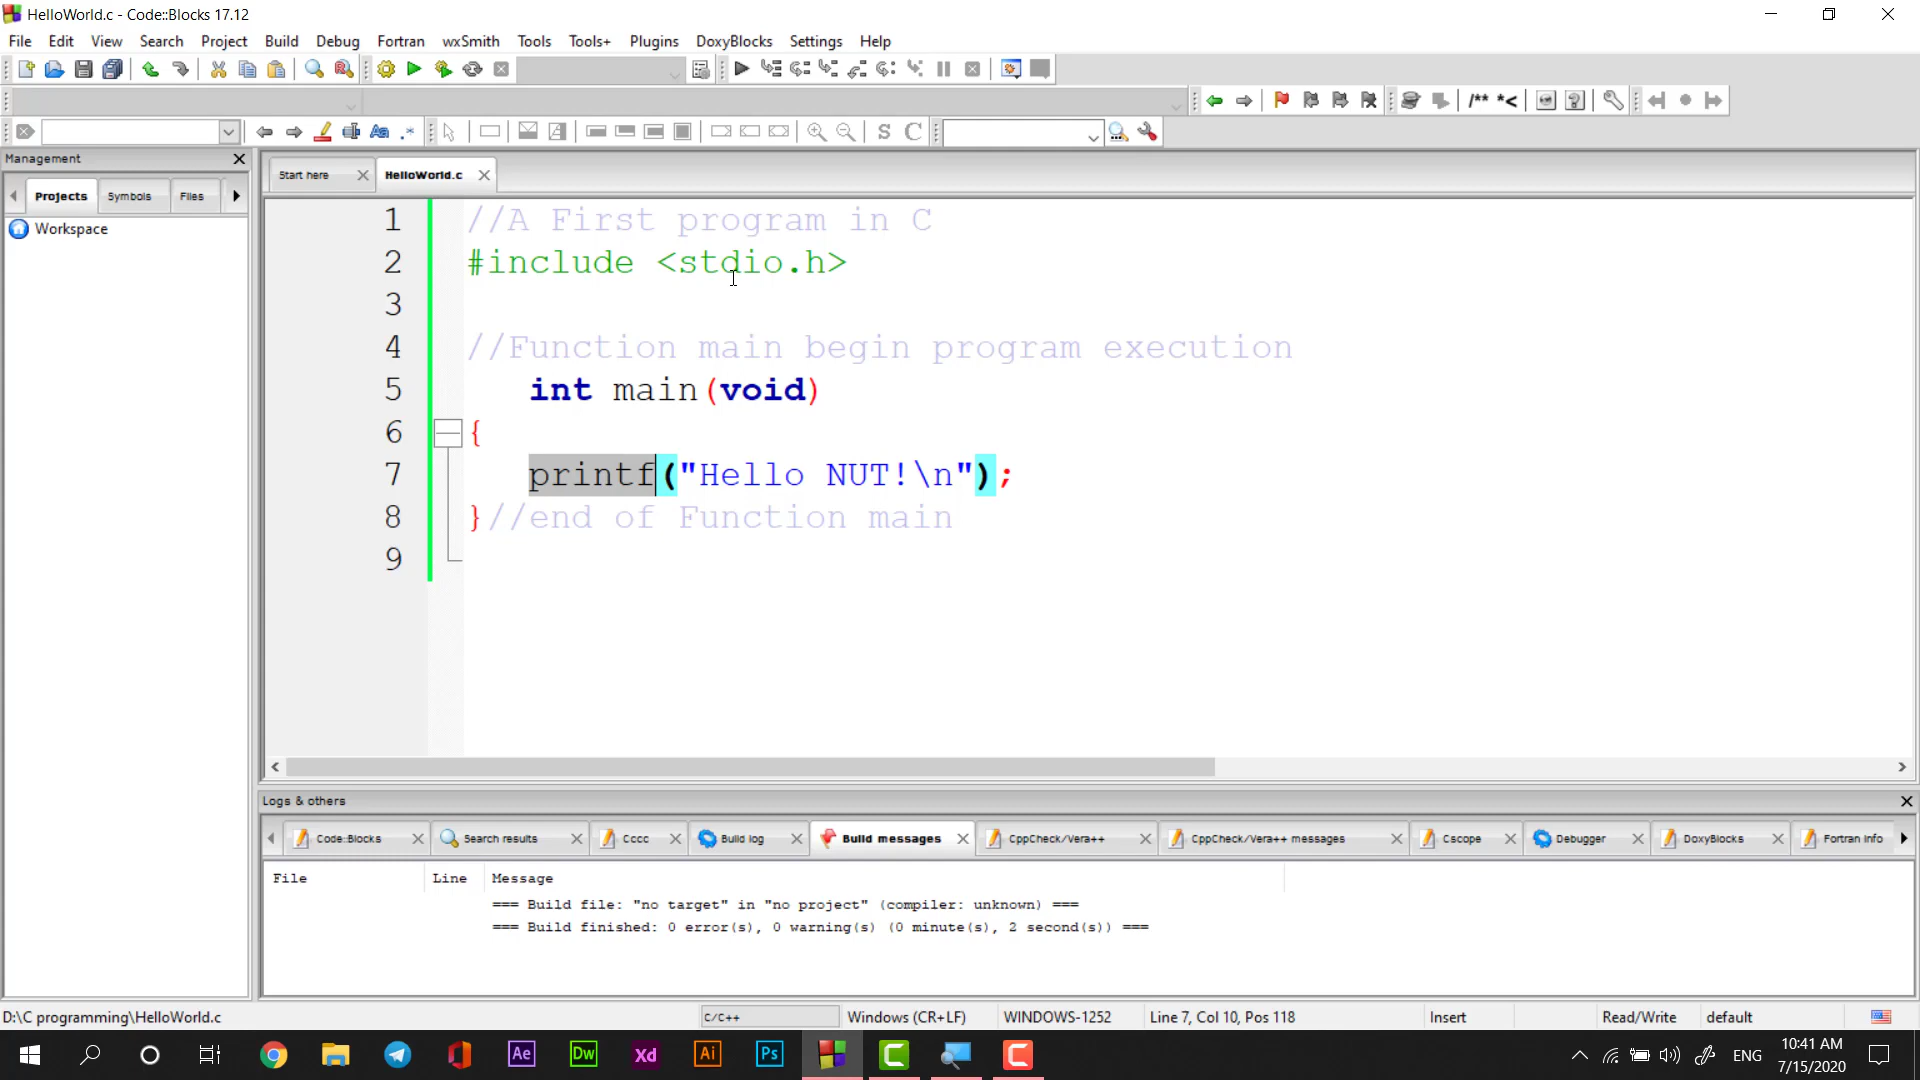 HelloWorld.c - Code::Blocks 17.12
File Edit View Search Project Build Debug Fortran wxSmith Tools Tools+ Plugins DoxyBlocks Settings Help
/** *<
Aa .*
S C
Management
Start here HelloWorld.c
Projects Symbols Files
Workspace
1 //A First program in C
2 #include <stdio.h>
3
4 //Function main begin program execution
5 int main(void)
6 {
7 printf("Hello NUT!\n");
8 }//end of Function main
9
Logs & others
Code::Blocks Search results Cccc Build log Build messages CppCheck/Vera++ CppCheck/Vera++ messages Cscope Debugger DoxyBlocks Fortran info
File Line Message
=== Build file: "no target" in "no project" (compiler: unknown) ===
=== Build finished: 0 error(s), 0 warning(s) (0 minute(s), 2 second(s)) ===
D:\C programming\HelloWorld.c C/C++ Windows (CR+LF) WINDOWS-1252 Line 7, Col 10, Pos 118 Insert Read/Write default
Ae Dw Xd Ai Ps ENG 10:41 AM
7/15/2020